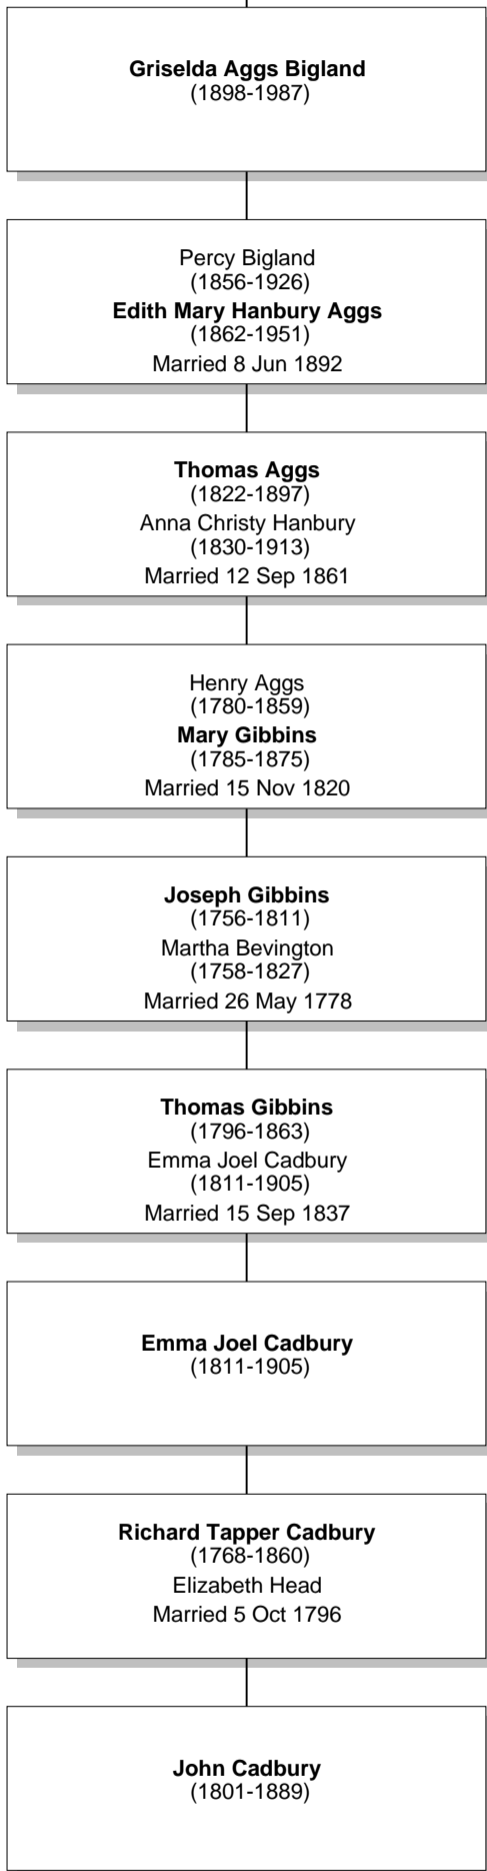 Griselda Aggs Bigland
(1898-1987)
Percy Bigland
(1856-1926)
Edith Mary Hanbury Aggs
(1862-1951)
Married 8 Jun 1892
Thomas Aggs
(1822-1897)
Anna Christy Hanbury
(1830-1913)
Married 12 Sep 1861
Henry Aggs
(1780-1859)
Mary Gibbins
(1785-1875)
Married 15 Nov 1820
Joseph Gibbins
(1756-1811)
Martha Bevington
(1758-1827)
Married 26 May 1778
Thomas Gibbins
(1796-1863)
Emma Joel Cadbury
(1811-1905)
Married 15 Sep 1837
Emma Joel Cadbury
(1811-1905)
Richard Tapper Cadbury
(1768-1860)
Elizabeth Head
Married 5 Oct 1796
John Cadbury
(1801-1889)